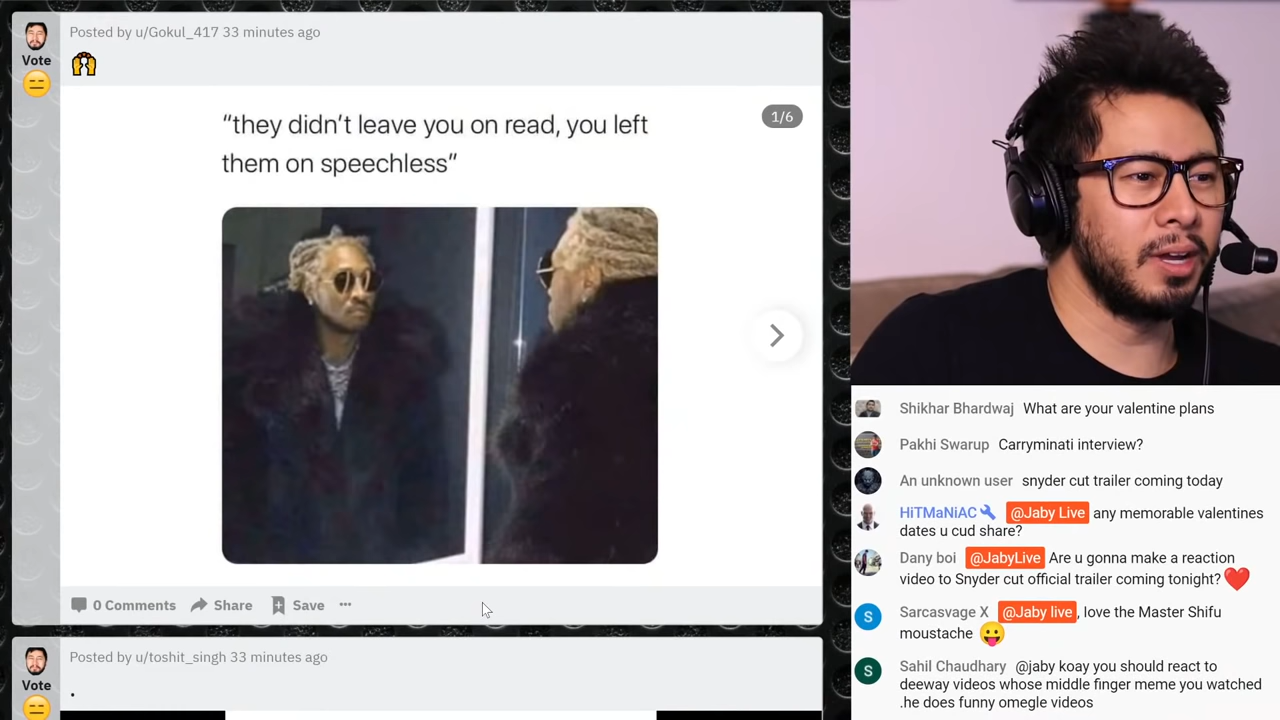 Posted by u/Gokul_417 33 minutes ago
Vote
1/6
“they didn’t leave you on read, you left
them on speechless“
0 Comments Share Save
Posted by u/toshit_singh 33 minutes ago
Vote
.
Shikhar Bhardwaj What are your valentine plans
Pakhi Swarup Carryminati interview?
An unknown user snyder cut trailer coming today
HiTMaNiAC @Jaby Live any memorable valentines
dates u cud share?
Dany boi @JabyLive Are u gonna make a reaction
video to Snyder cut official trailer coming tonight?
S
Sarcasvage X @Jaby live, love the Master Shifu
moustache
S
Sahil Chaudhary @jaby koay you should react to
deeway videos whose middle finger meme you watched
.he does funny omegle videos